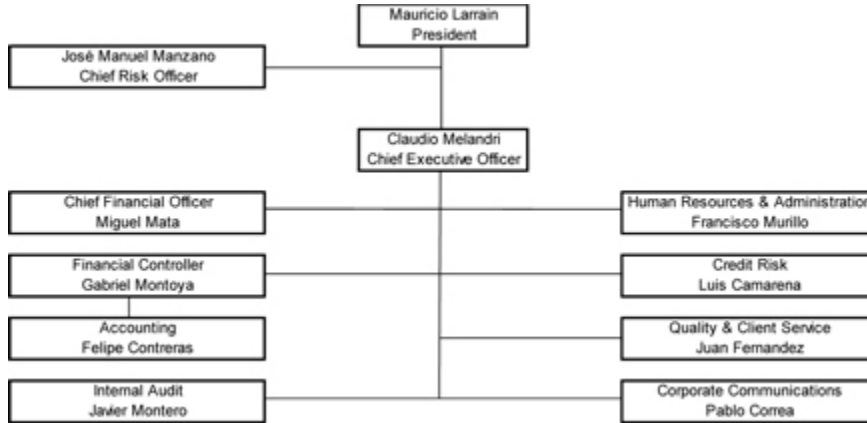 Mauricio Larrain
President
José Manuel Manzano
Chief Risk Officer
Claudio Melandri
Chief Executive Officer
Chief Financial Officer
Miguel Mata
Human Resources & Administration
Francisco Murillo
Financial Controller
Gabriel Montoya
Credit Risk
Luis Camarena
Accounting
Felipe Contreras
Quality & Client Service
Juan Fernandez
Internal Audit
Javier Montero
Corporate Communications
Pablo Correa